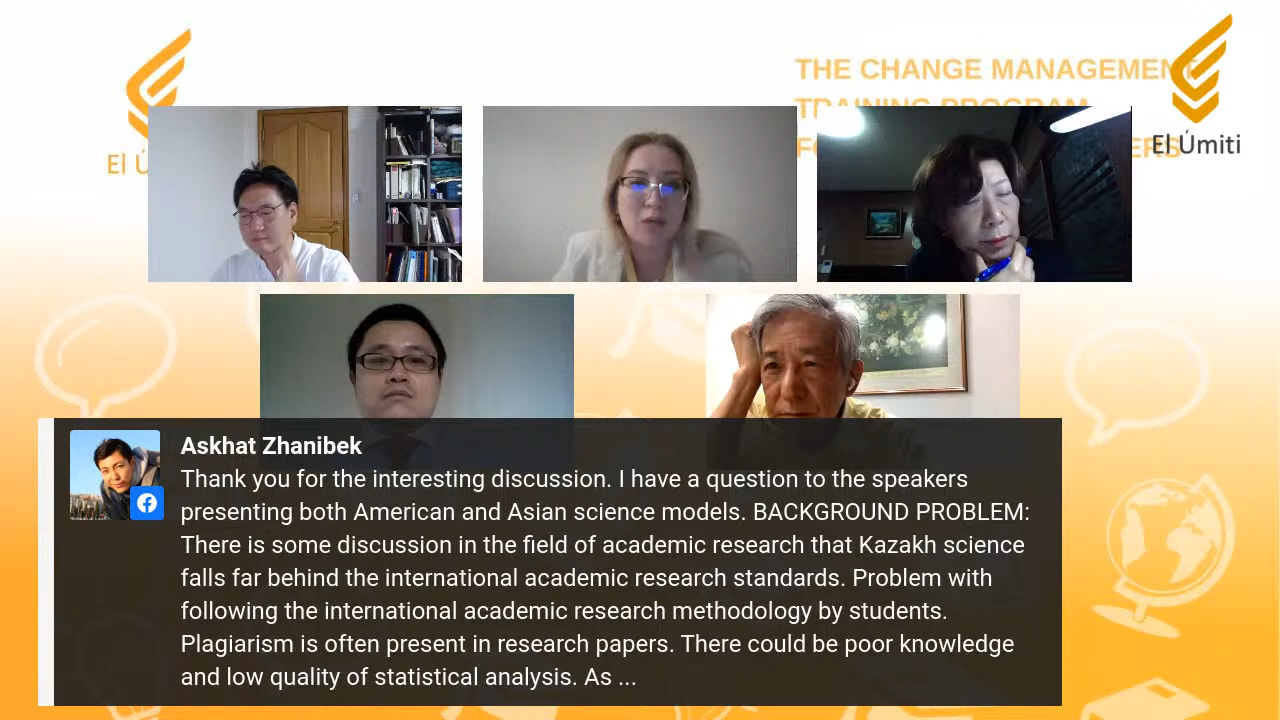 THE CHANGE MANAGEMENT
TRAINING PROGRAM
El Úmiti
Askhat Zhanibek
Thank you for the interesting discussion. I have a question to the speakers
presenting both American and Asian science models. BACKGROUND PROBLEM:
There is some discussion in the field of academic research that Kazakh science
falls far behind the international academic research standards. Problem with
following the international academic research methodology by students.
Plagiarism is often present in research papers. There could be poor knowledge
and low quality of statistical analysis. As ...